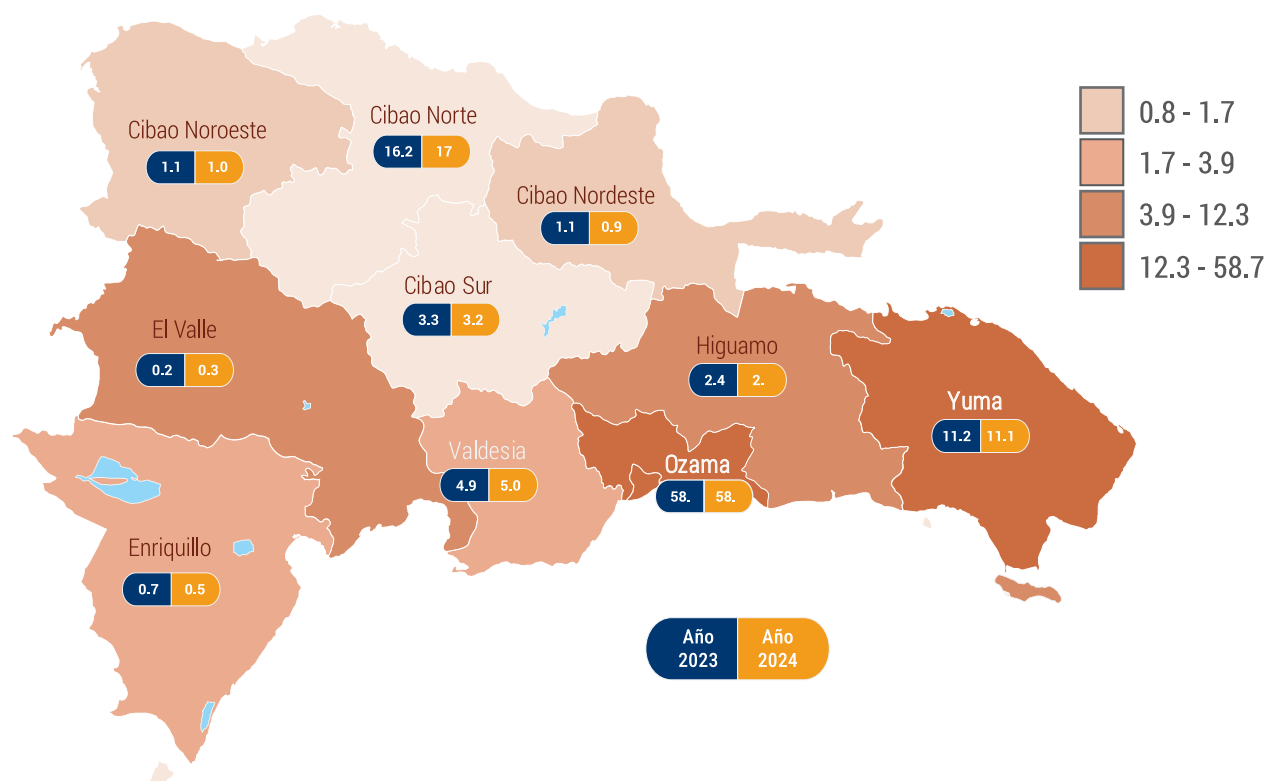 Cibao Noroeste
1.1 1.0
Cibao Norte
16.2 17
Cibao Nordeste
1.1 0.9
Cibao Sur
3.3 3.2
El Valle
0.2 0.3
Higuamo
2.4 2.
Yuma
11.2 11.1
Valdesia
4.9 5.0
Ozama
58. 58.
Enriquillo
0.7 0.5
Año
2023
Año
2024
0.8 - 1.7
1.7 - 3.9
3.9 - 12.3
12.3 - 58.7